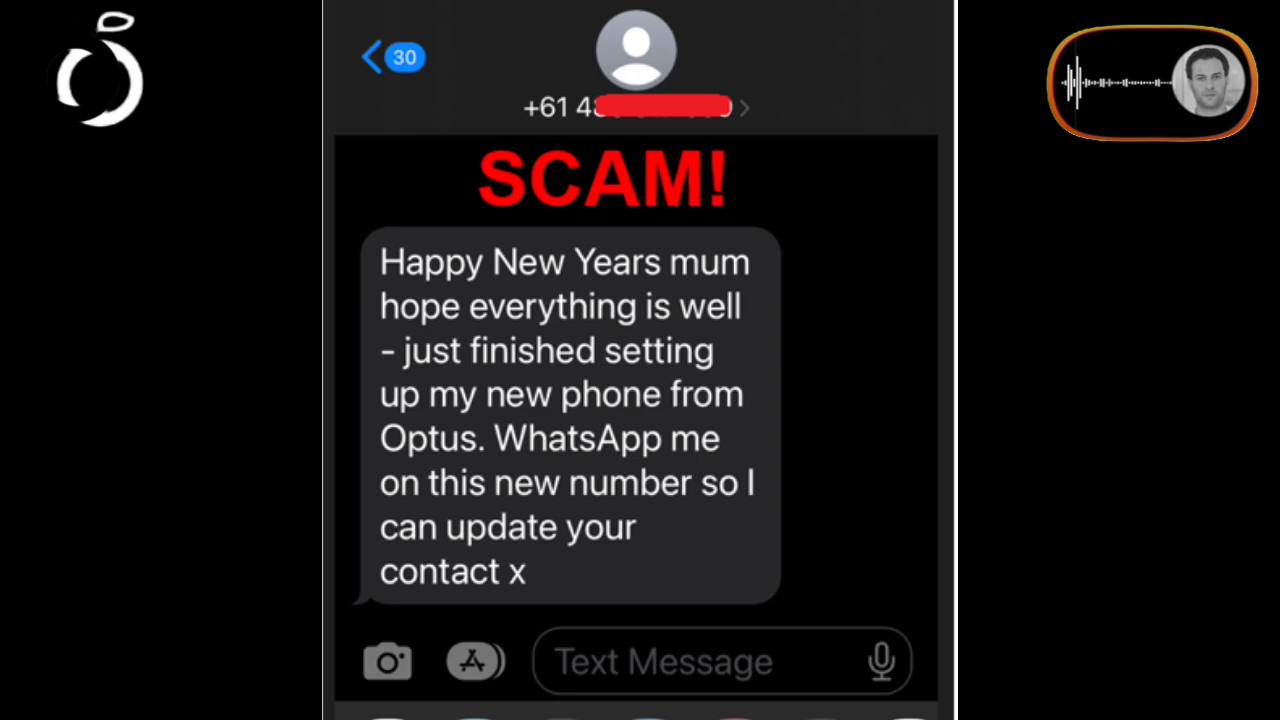 30
+61 48
SCAM!
Happy New Years mum
hope everything is well
- just finished setting
up my new phone from
Optus. WhatsApp me
on this new number so I
can update your
contact x
Text Message